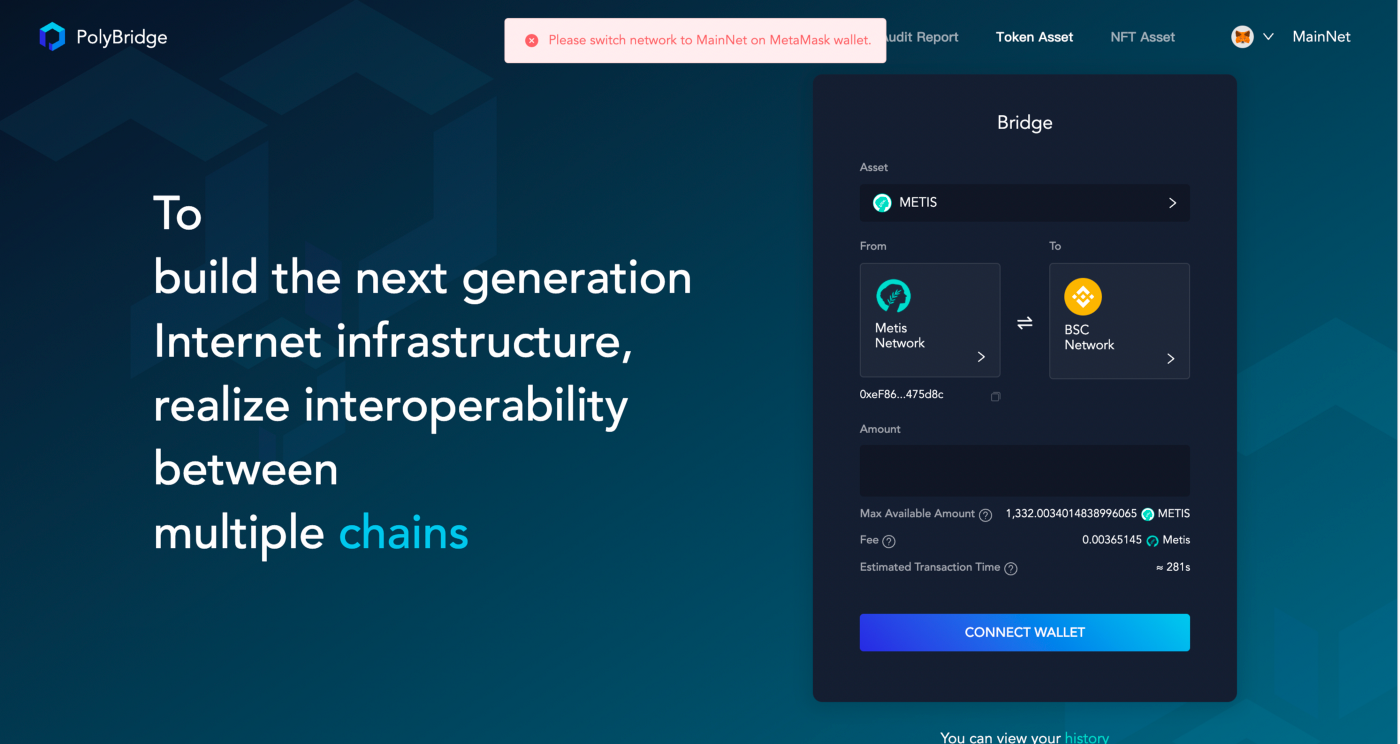 PolyBridge
Please switch network to MainNet on MetaMask wallet.
Audit Report
Token Asset
NFT Asset
MainNet
To
build the next generation
Internet infrastructure,
realize interoperability
between
multiple chains
Bridge
Asset
METIS
From
To
Metis
Network
BSC
Network
0xeF86...475d8c
Amount
Max Available Amount ? 1,332.0034014838996065 METIS
Fee ? 0.00365145 Metis
Estimated Transaction Time ? ≈ 281s
CONNECT WALLET
You can view your history